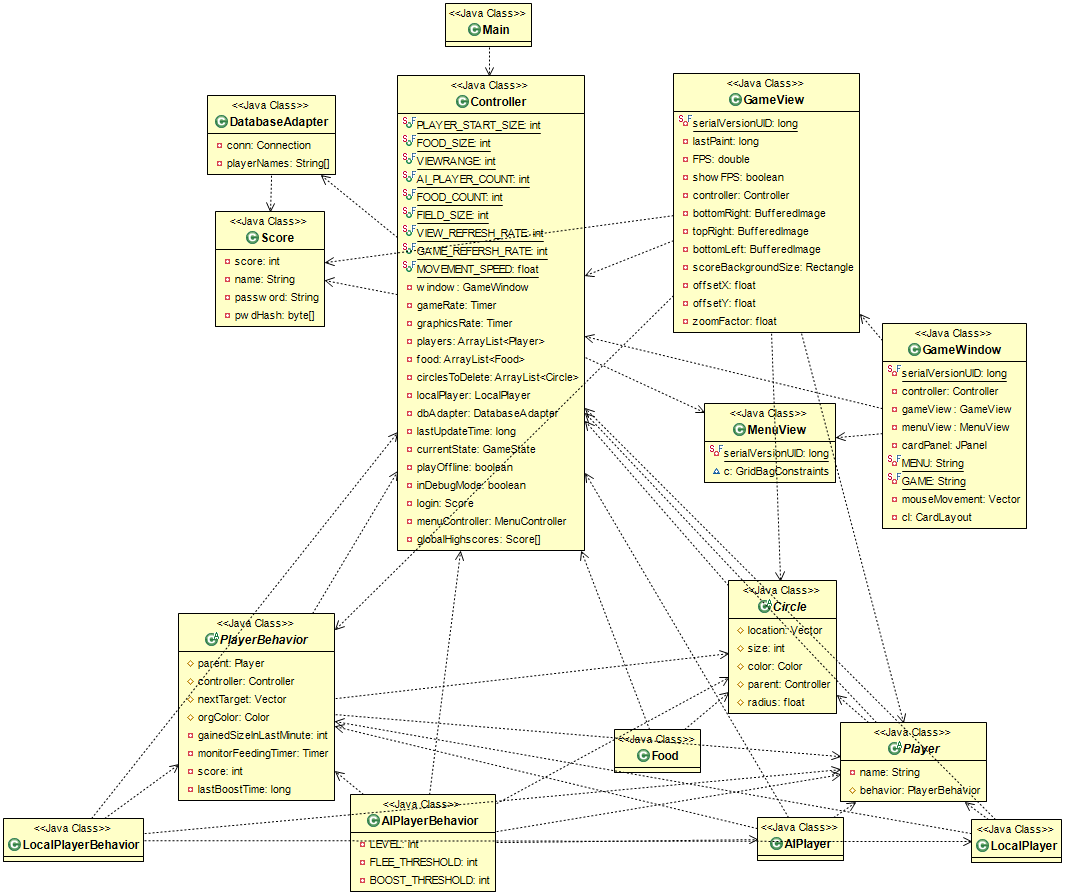 <<Java Class>>
Main
<<Java Class>>
Controller
PLAYER_START_SIZE: int
FOOD_SIZE: int
VIEWRANGE: int
AI_PLAYER_COUNT: int
FOOD_COUNT: int
FIELD_SIZE: int
VIEW_REFRESH_RATE: int
GAME_REFERSH_RATE: int
MOVEMENT_SPEED: float
window: GameWindow
gameRate: Timer
graphicsRate: Timer
players: ArrayList<Player>
food: ArrayList<Food>
circlesToDelete: ArrayList<Circle>
localPlayer: LocalPlayer
dbAdapter: DatabaseAdapter
lastUpdateTime: long
currentState: GameState
playOffline: boolean
inDebugMode: boolean
login: Score
menuController: MenuController
globalHighscores: Score[]
<<Java Class>>
GameView
serialVersionUID: long
lastPaint: long
FPS: double
showFPS: boolean
controller: Controller
bottomRight: BufferedImage
topRight: BufferedImage
bottomLeft: BufferedImage
scoreBackgroundSize: Rectangle
offsetX: float
offsetY: float
zoomFactor: float
<<Java Class>>
DatabaseAdapter
conn: Connection
playerNames: String[]
<<Java Class>>
Score
score: int
name: String
password: String
pwdHash: byte[]
<<Java Class>>
GameWindow
serialVersionUID: long
controller: Controller
gameView: GameView
menuView: MenuView
cardPanel: JPanel
MENU: String
GAME: String
mouseMovement: Vector
cl: CardLayout
<<Java Class>>
MenuView
serialVersionUID: long
c: GridBagConstraints
<<Java Class>>
Circle
location: Vector
size: int
color: Color
parent: Controller
radius: float
<<Java Class>>
PlayerBehavior
parent: Player
controller: Controller
nextTarget: Vector
orgColor: Color
gainedSizeInLastMinute: int
monitorFeedingTimer: Timer
score: int
lastBoostTime: long
<<Java Class>>
Food
<<Java Class>>
Player
name: String
behavior: PlayerBehavior
<<Java Class>>
AIPlayerBehavior
LEVEL: int
FLEE_THRESHOLD: int
BOOST_THRESHOLD: int
<<Java Class>>
LocalPlayerBehavior
<<Java Class>>
AIPlayer
<<Java Class>>
LocalPlayer